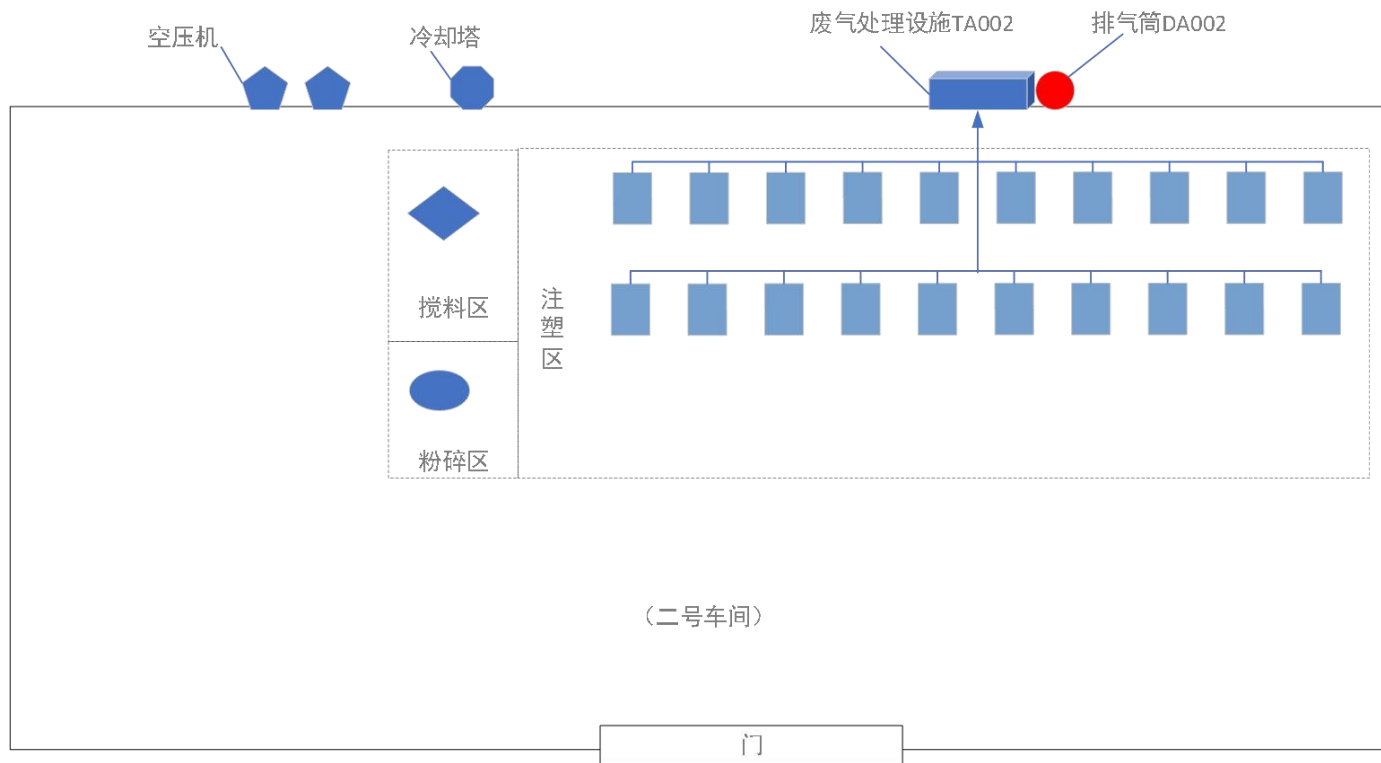 空压机
冷却塔
废气处理设施TA002
排气筒DA002
搅料区
注
塑
区
粉碎区
（二号车间）
门